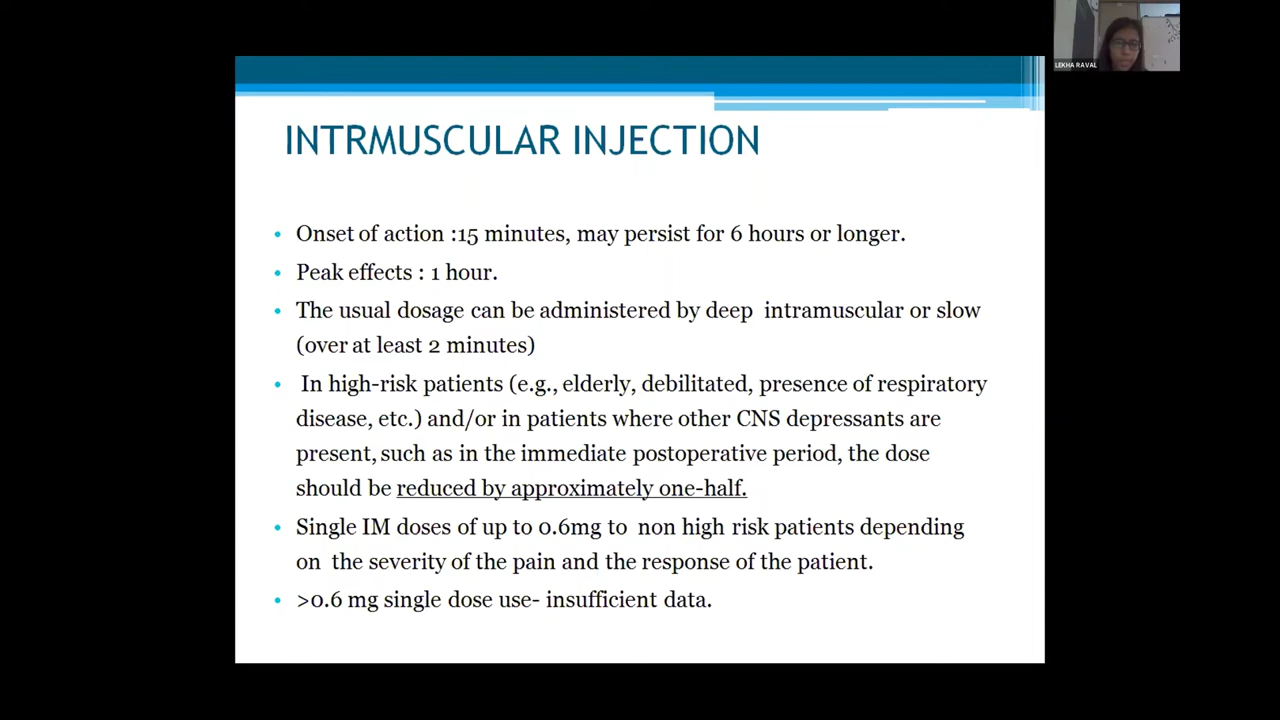 LEKHA RAVAL
INTRMUSCULAR INJECTION
• Onset of action :15 minutes, may persist for 6 hours or longer.
• Peak effects : 1 hour.
• The usual dosage can be administered by deep intramuscular or slow
(over at least 2 minutes)
• In high-risk patients (e.g., elderly, debilitated, presence of respiratory
disease, etc.) and/or in patients where other CNS depressants are
present, such as in the immediate postoperative period, the dose
should be reduced by approximately one-half.
• Single IM doses of up to 0.6mg to non high risk patients depending
on the severity of the pain and the response of the patient.
• >0.6 mg single dose use- insufficient data.